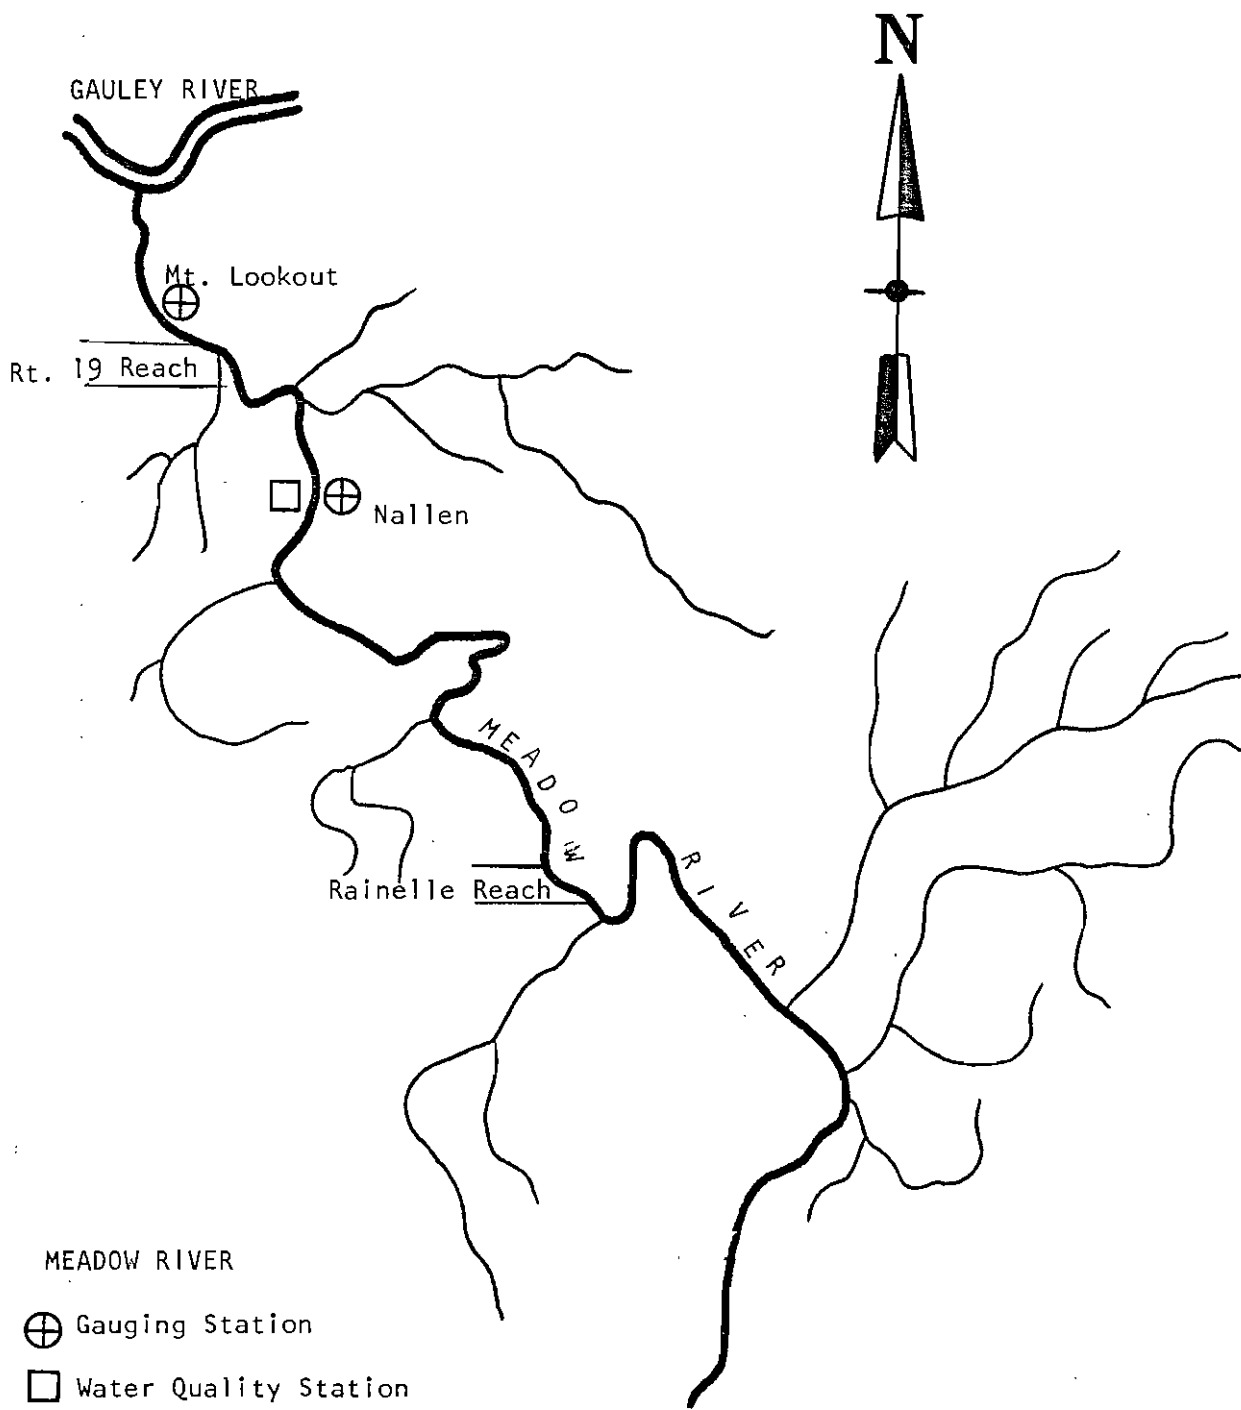 N
GAULEY RIVER
Mt. Lookout
Rt. 19 Reach
Nallen
MEADOW
RIVER
Rainelle Reach
MEADOW RIVER
Gauging Station
Water Quality Station